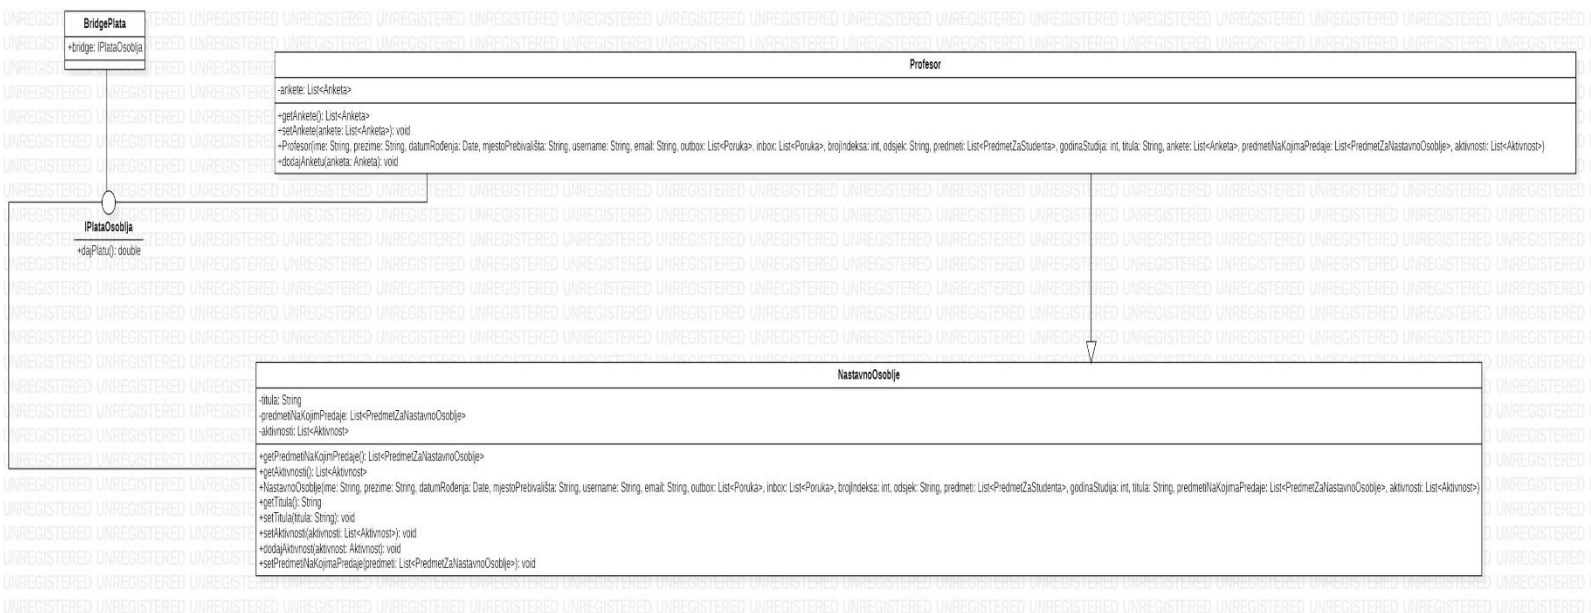 BridgePlata
+bridge: IPlataOsoblja
Profesor
-ankete: List<Anketa>
+getAnkete(): List<Anketa>
+setAnkete(ankete: List<Anketa>): void
+Profesor(ime: String, prezime: String, datumRođenja: Date, mjestoPrebivališta: String, username: String, email: String, outbox: List<Poruka>, inbox: List<Poruka>, brojIndeksa: int, odsjek: String, predmeti: List<PredmetZaStudenta>, godinaStudija: int, titula: String, ankete: List<Anketa>, predmetiNaKojimaPredaje: List<PredmetZaNastavnoOsoblje>, aktivnosti: List<Aktivnost>)
+dodajAnketu(anketa: Anketa): void
IPlataOsoblja
+dajPlatu(): double
NastavnoOsoblje
-titula: String
-predmetiNaKojimPredaje: List<PredmetZaNastavnoOsoblje>
-aktivnosti: List<Aktivnost>
+getPredmetiNaKojimPredaje(): List<PredmetZaNastavnoOsoblje>
+getAktivnosti(): List<Aktivnost>
+NastavnoOsoblje(ime: String, prezime: String, datumRođenja: Date, mjestoPrebivališta: String, username: String, email: String, outbox: List<Poruka>, inbox: List<Poruka>, brojIndeksa: int, odsjek: String, predmeti: List<PredmetZaStudenta>, godinaStudija: int, titula: String, predmetiNaKojimaPredaje: List<PredmetZaNastavnoOsoblje>, aktivnosti: List<Aktivnost>)
+getTitula(): String
+setTitula(titula: String): void
+setAktivnosti(aktivnosti: List<Aktivnost>): void
+dodajAktivnost(aktivnost: Aktivnost): void
+setPredmetiNaKojimaPredaje(predmeti: List<PredmetZaNastavnoOsoblje>): void
UNREGISTERED